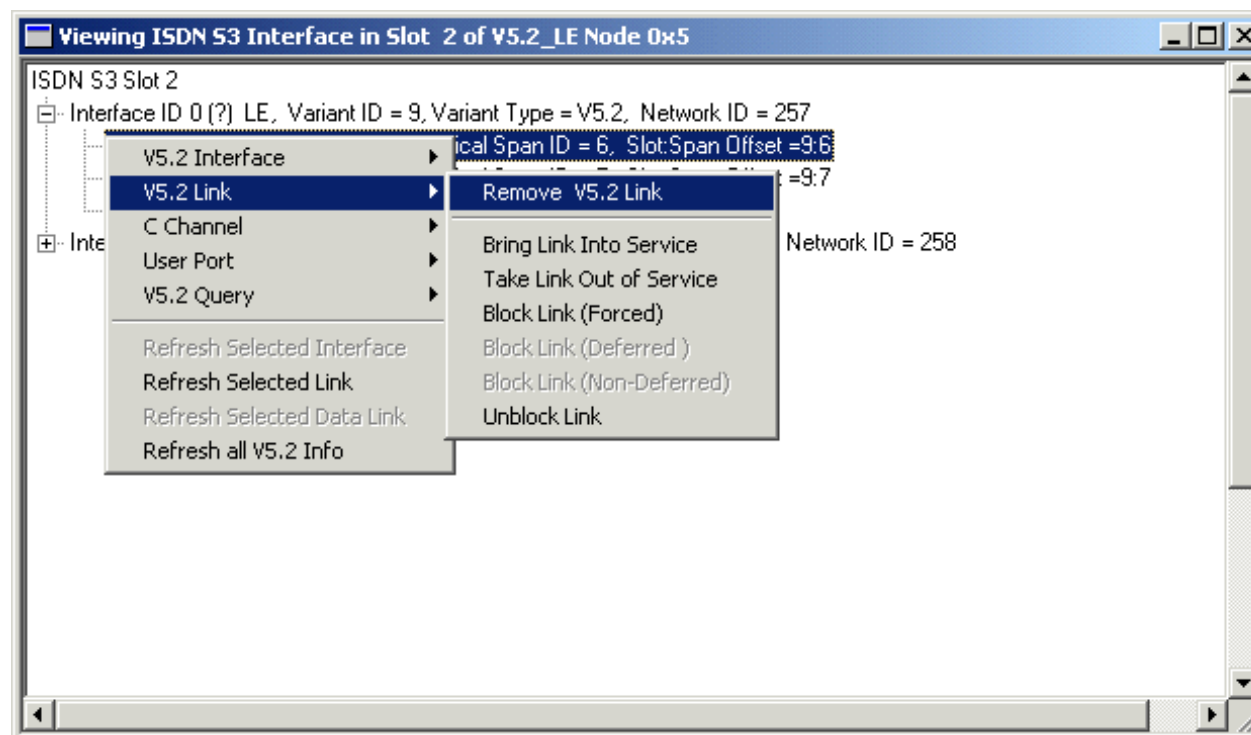 Viewing ISDN S3 Interface in Slot 2 of V5.2_LE Node 0x5
ISDN S3 Slot 2
Interface ID 0 (?) LE, Variant ID = 9, Variant Type = V5.2, Network ID = 257
ical Span ID = 6, Slot:Span Offset =9:6
=9:7
Inte
Network ID = 258
V5.2 Interface
V5.2 Link
C Channel
User Port
V5.2 Query
Refresh Selected Interface
Refresh Selected Link
Refresh Selected Data Link
Refresh all V5.2 Info
Remove V5.2 Link
Bring Link Into Service
Take Link Out of Service
Block Link (Forced)
Block Link (Deferred )
Block Link (Non-Deferred)
Unblock Link